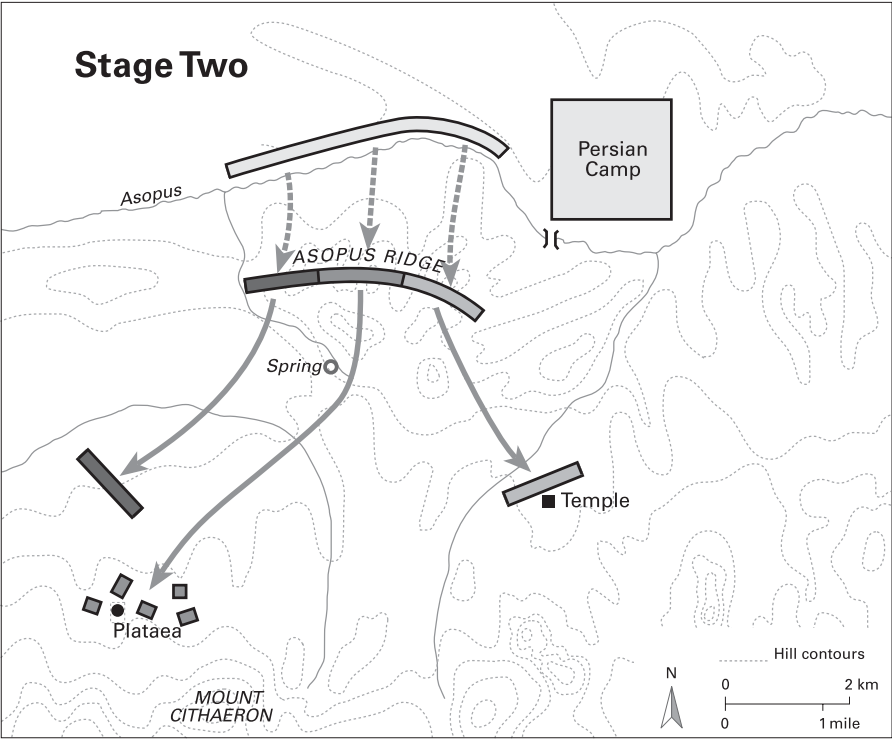 Stage Two
Persian
Camp
Asopus
ASOPUS RIDGE
Spring
Temple
Plataea
MOUNT
CITHAERON
N
Hill contours
0
2 km
0
1 mile